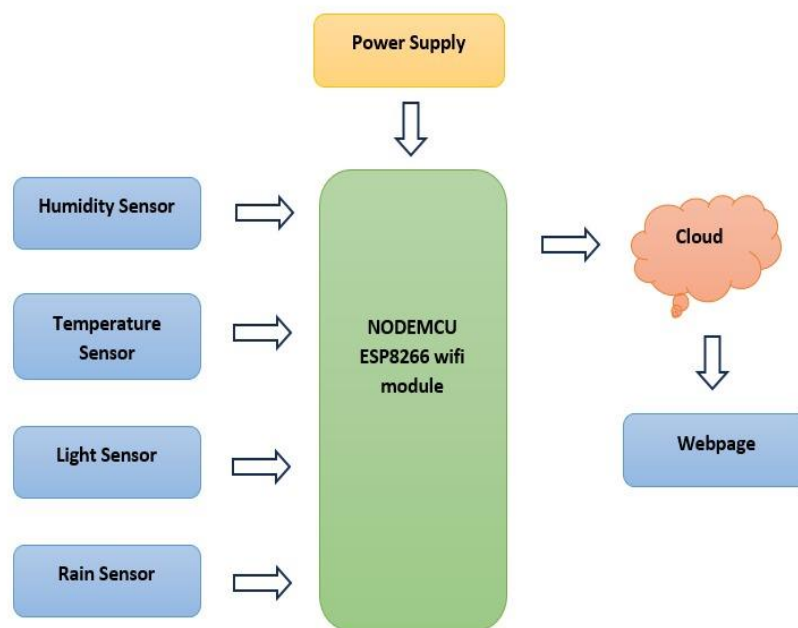 Power Supply
Humidity Sensor
Temperature
Sensor
Light Sensor
Rain Sensor
NODEMCU
ESP8266 wifi
module
Cloud
Webpage